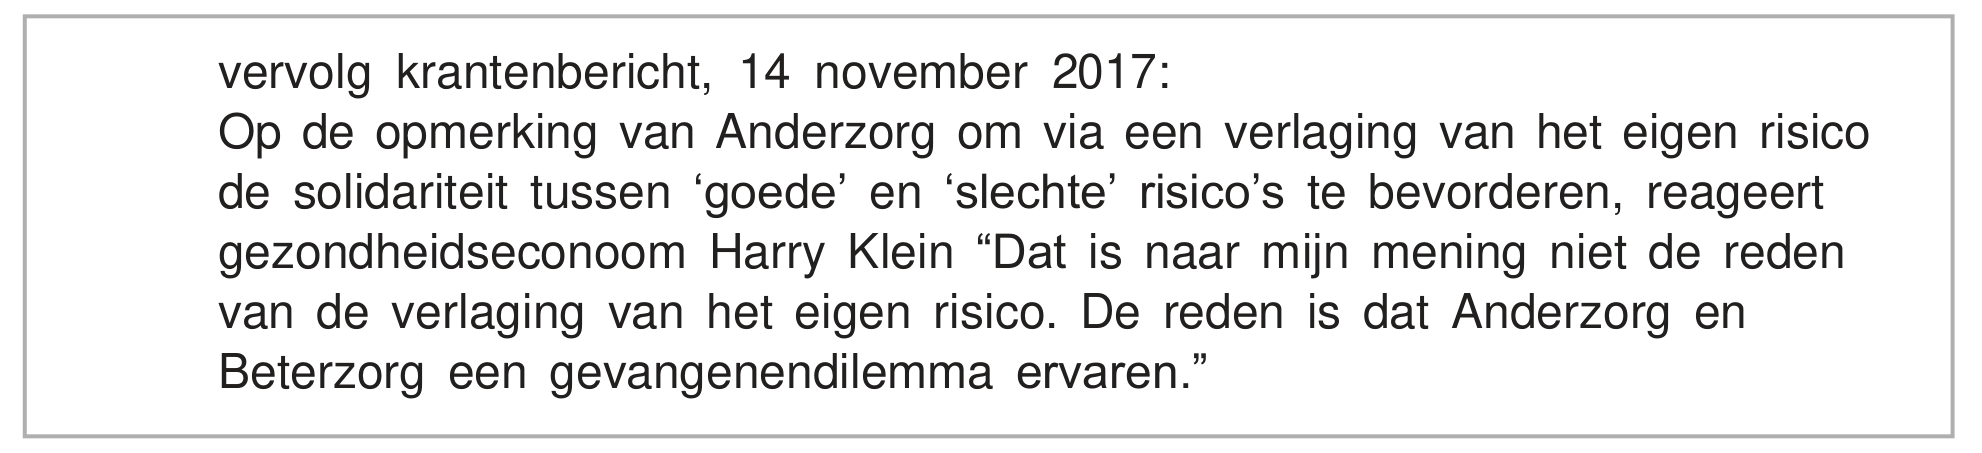 vervolg krantenbericht, 14 november 2017:
Op de opmerking van Anderzorg om via een verlaging van het eigen risico
de solidariteit tussen ‘goede’ en ‘slechte’ risico’s te bevorderen, reageert
gezondheidseconoom Harry Klein “Dat is naar mijn mening niet de reden
van de verlaging van het eigen risico. De reden is dat Anderzorg en
Beterzorg een gevangenendilemma ervaren.”